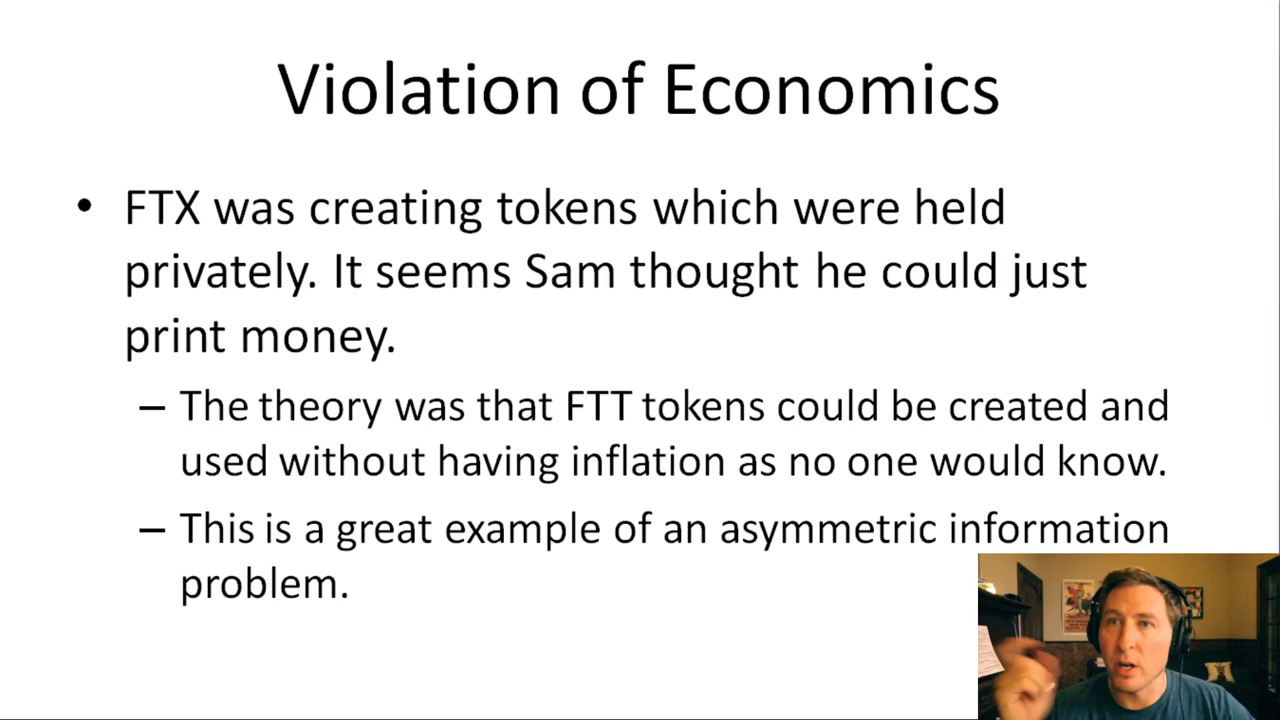 Violation of Economics
• FTX was creating tokens which were held
privately. It seems Sam thought he could just
print money.
– The theory was that FTT tokens could be created and
used without having inflation as no one would know.
– This is a great example of an asymmetric information
problem.